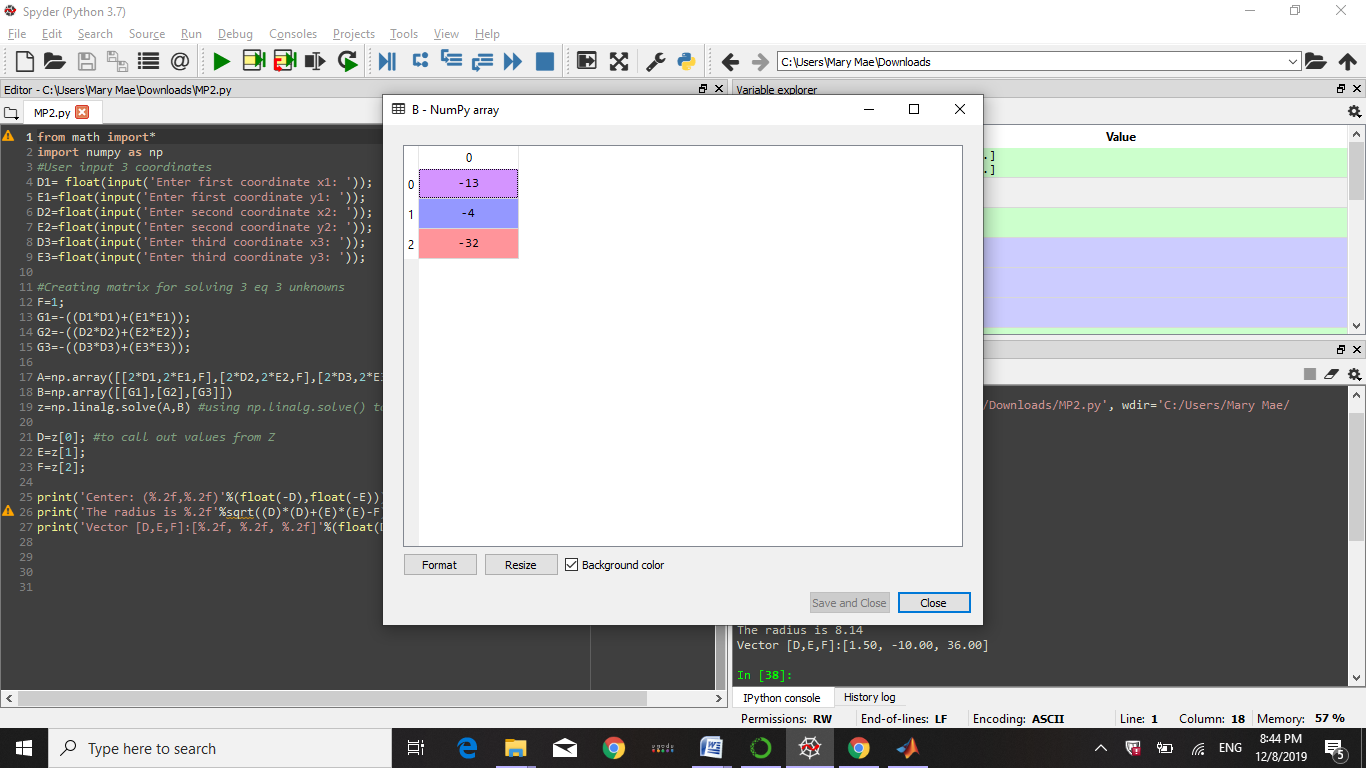 Spyder (Python 3.7)
File Edit Search Source Run Debug Consoles Projects Tools View Help
C:\Users\Mary Mae\Downloads
Editor - C:\Users\Mary Mae\Downloads\MP2.py
MP2.py
1 from math import*
2 import numpy as np
3 #User input 3 coordinates
4 D1= float(input('Enter first coordinate x1: '));
5 E1=float(input('Enter first coordinate y1: '));
6 D2=float(input('Enter second coordinate x2: '));
7 E2=float(input('Enter second coordinate y2: '));
8 D3=float(input('Enter third coordinate x3: '));
9 E3=float(input('Enter third coordinate y3: '));
10
11 #Creating matrix for solving 3 eq 3 unknowns
12 F=1;
13 G1=-((D1*D1)+(E1*E1));
14 G2=-((D2*D2)+(E2*E2));
15 G3=-((D3*D3)+(E3*E3));
16
17 A=np.array([[2*D1,2*E1,F],[2*D2,2*E2,F],[2*D3,2*E3
18 B=np.array([[G1],[G2],[G3]])
19 z=np.linalg.solve(A,B) #using np.linalg.solve() to
20
21 D=z[0]; #to call out values from Z
22 E=z[1];
23 F=z[2];
24
25 print('Center: (%.2f,%.2f)'%(float(-D),float(-E))
26 print('The radius is %.2f'%sqrt((D)*(D)+(E)*(E)-F
27 print('Vector [D,E,F]:[%.2f, %.2f, %.2f]'%(float(D
28
29
30
31
B - NumPy array
0
0 -13
1 -4
2 -32
Format Resize Background color
Save and Close Close
Variable explorer
Value
.]
.]
/Downloads/MP2.py', wdir='C:/Users/Mary Mae/
The radius is 8.14
Vector [D,E,F]:[1.50, -10.00, 36.00]
In [38]:
IPython console History log
Permissions: RW End-of-lines: LF Encoding: ASCII Line: 1 Column: 18 Memory: 57 %
Type here to search
ENG
8:44 PM
12/8/2019
5